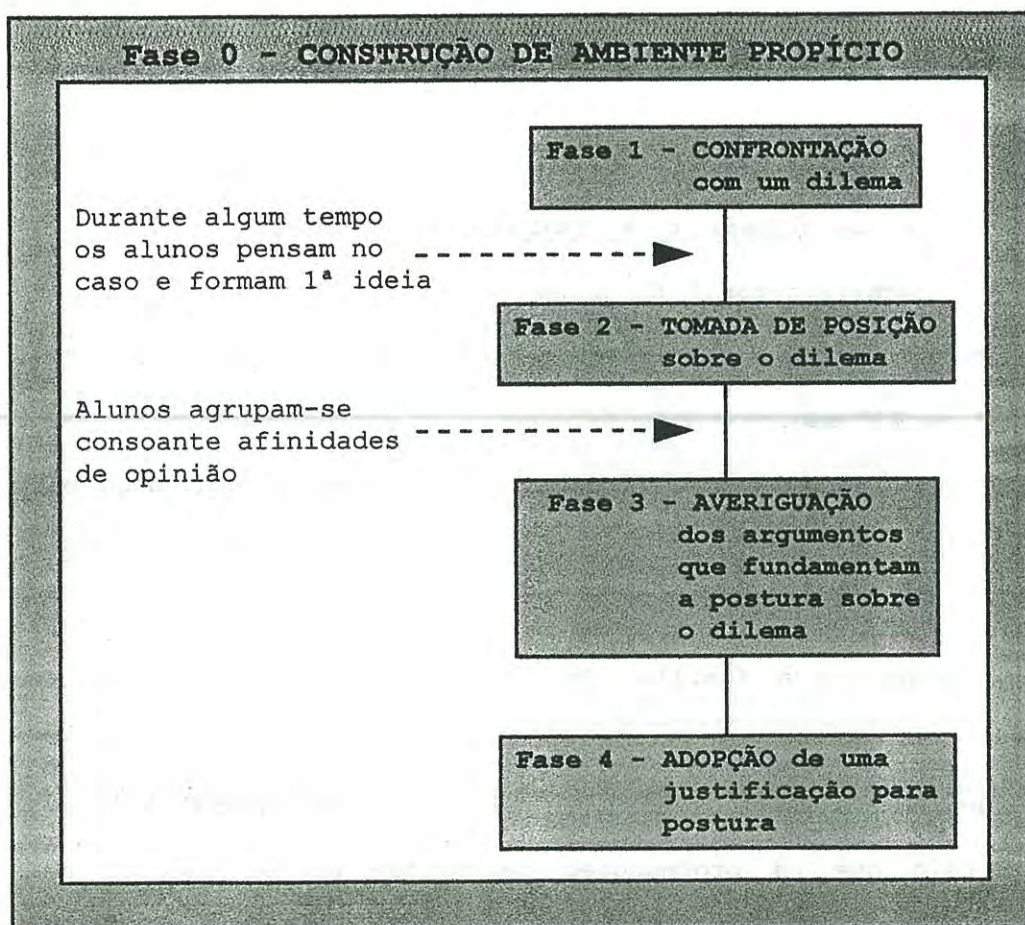 Fase 0 - CONSTRUÇÃO DE AMBIENTE PROPÍCIO
Fase 1 - CONFRONTAÇÃO
com um dilema
Durante algum tempo
os alunos pensam no
caso e formam 1ª ideia
Fase 2 - TOMADA DE POSIÇÃO
sobre o dilema
Alunos agrupam-se
consoante afinidades
de opinião
Fase 3 - AVERIGUAÇÃO
dos argumentos
que fundamentam
a postura sobre
o dilema
Fase 4 - ADOPÇÃO de uma
justificação para
postura